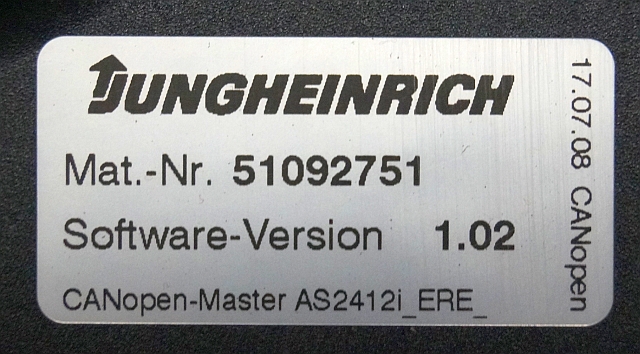 JUNGHEINRICH
Mat.-Nr. 51092751
Software-Version 1.02
CANopen-Master AS2412i_ERE_
17.07.08 CANopen